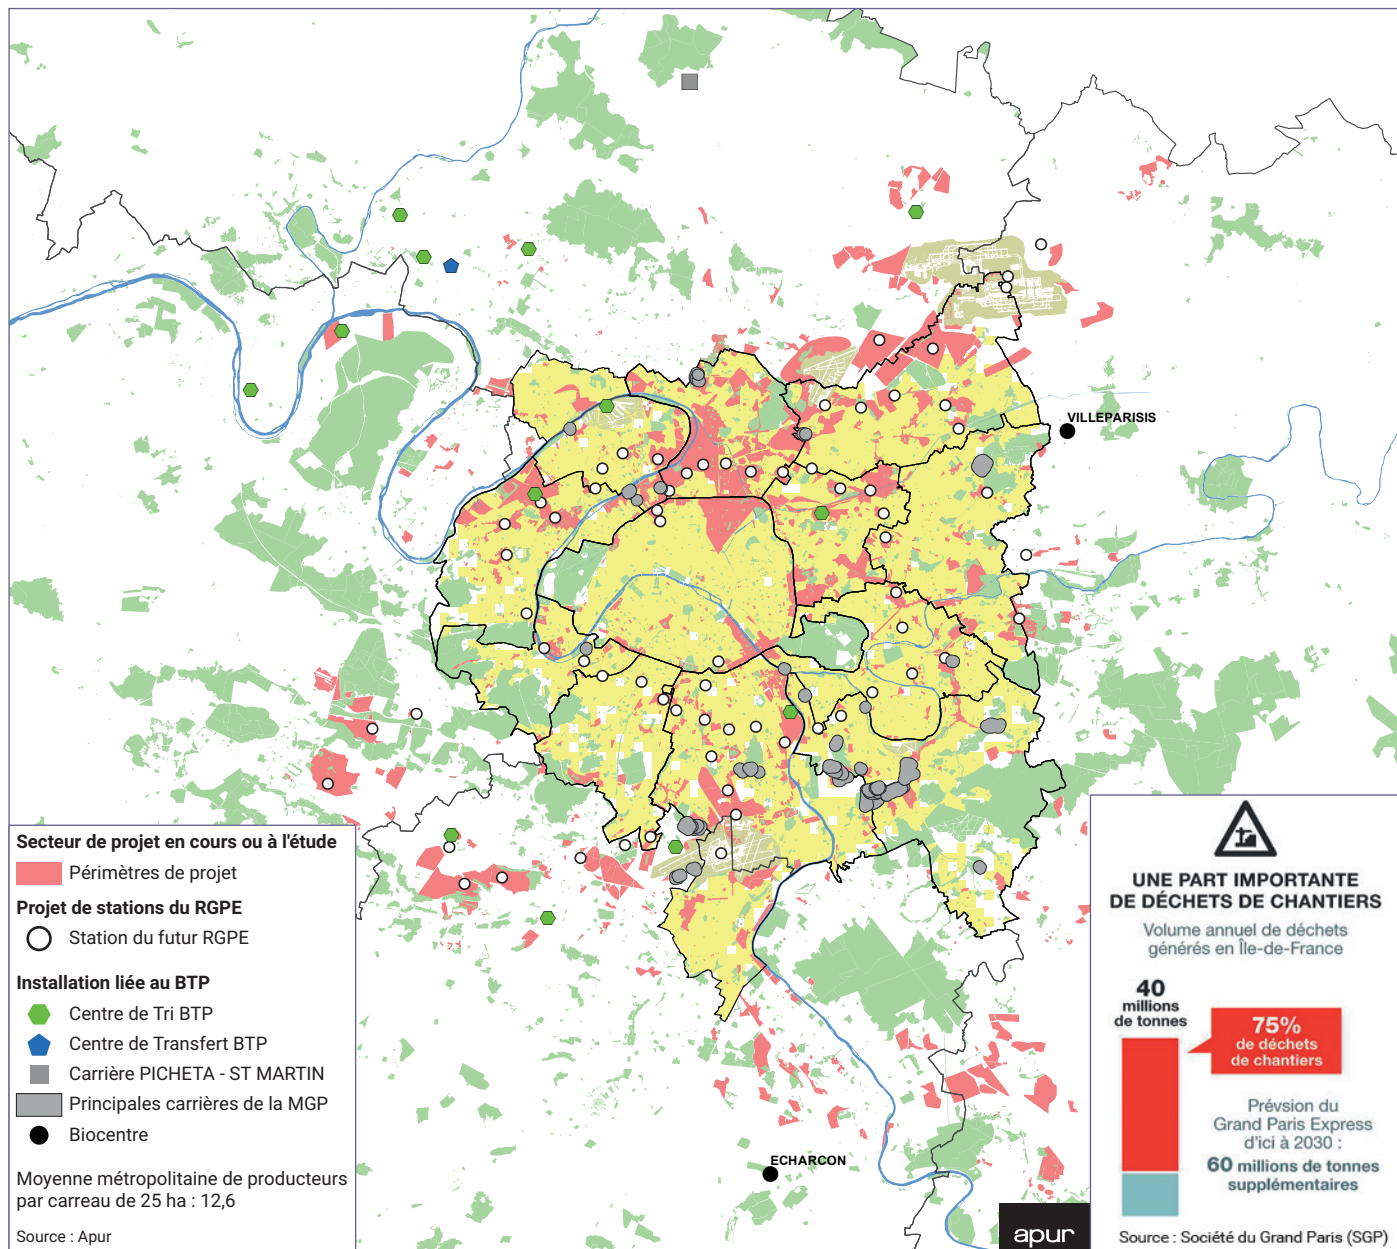 VILLEPARISIS
ECHARCON
Secteur de projet en cours ou à l'étude
Périmètres de projet
Projet de stations du RGPE
Station du futur RGPE
Installation liée au BTP
Centre de Tri BTP
Centre de Transfert BTP
Carrière PICHETA - ST MARTIN
Principales carrières de la MGP
Biocentre
Moyenne métropolitaine de producteurs
par carreau de 25 ha : 12,6
Source : Apur
apur
UNE PART IMPORTANTE
DE DÉCHETS DE CHANTIERS
Volume annuel de déchets
générés en Île-de-France
40
millions
de tonnes
75%
de déchets
de chantiers
Prévsion du
Grand Paris Express
d'ici à 2030 :
60 millions de tonnes
supplémentaires
Source : Société du Grand Paris (SGP)